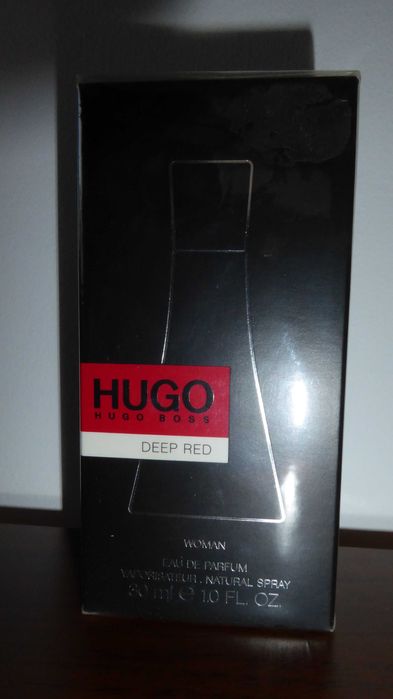 HUGO
HUGO BOSS
DEEP RED
WOMAN
EAU DE PARFUM
VAPORISATEUR . NATURAL SPRAY
30 ml e 1.0 FL. OZ.